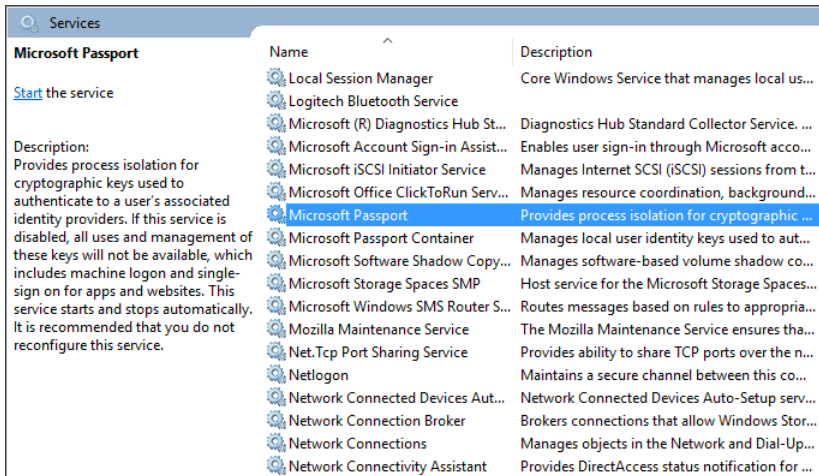 Services
Microsoft Passport
Start the service
Description:
Provides process isolation for
cryptographic keys used to
authenticate to a user's associated
identity providers. If this service is
disabled, all uses and management of
these keys will not be available, which
includes machine logon and single-
sign on for apps and websites. This
service starts and stops automatically.
It is recommended that you do not
reconfigure this service.
Name Description
Local Session Manager Core Windows Service that manages local us...
Logitech Bluetooth Service
Microsoft (R) Diagnostics Hub St... Diagnostics Hub Standard Collector Service. ...
Microsoft Account Sign-in Assist... Enables user sign-in through Microsoft acco...
Microsoft iSCSI Initiator Service Manages Internet SCSI (iSCSI) sessions from t...
Microsoft Office ClickToRun Serv... Manages resource coordination, background...
Microsoft Passport Provides process isolation for cryptographic ...
Microsoft Passport Container Manages local user identity keys used to aut...
Microsoft Software Shadow Copy... Manages software-based volume shadow co...
Microsoft Storage Spaces SMP Host service for the Microsoft Storage Spaces...
Microsoft Windows SMS Router S... Routes messages based on rules to appropria...
Mozilla Maintenance Service The Mozilla Maintenance Service ensures tha...
Net.Tcp Port Sharing Service Provides ability to share TCP ports over the n...
Netlogon Maintains a secure channel between this co...
Network Connected Devices Aut... Network Connected Devices Auto-Setup serv...
Network Connection Broker Brokers connections that allow Windows Stor...
Network Connections Manages objects in the Network and Dial-Up...
Network Connectivity Assistant Provides DirectAccess status notification for ...